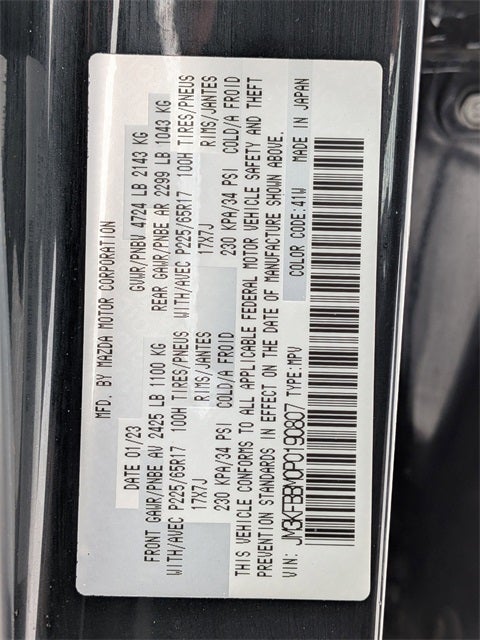 MFD. BY MAZDA MOTOR CORPORATION
DATE 01/23 GVWR/PNBV 4724 LB 2143 KG
FRONT GAWR/PNBE AV 2425 LB 1100 KG REAR GAWR/PNBE AR 2299 LB 1043 KG
WITH/AVEC P225/65R17 100H TIRES/PNEUS WITH/AVEC P225/65R17 100H TIRES/PNEUS
17X7J RIMS/JANTES 17X7J RIMS/JANTES
230 KPA/34 PSI COLD/A FROID 230 KPA/34 PSI COLD/A FROID
THIS VEHICLE CONFORMS TO ALL APPLICABLE FEDERAL MOTOR VEHICLE SAFETY AND THEFT
PREVENTION STANDARDS IN EFFECT ON THE DATE OF MANUFACTURE SHOWN ABOVE.
VIN: JM3KFBBM0P0190807 TYPE: MPV COLOR CODE: 41W MADE IN JAPAN